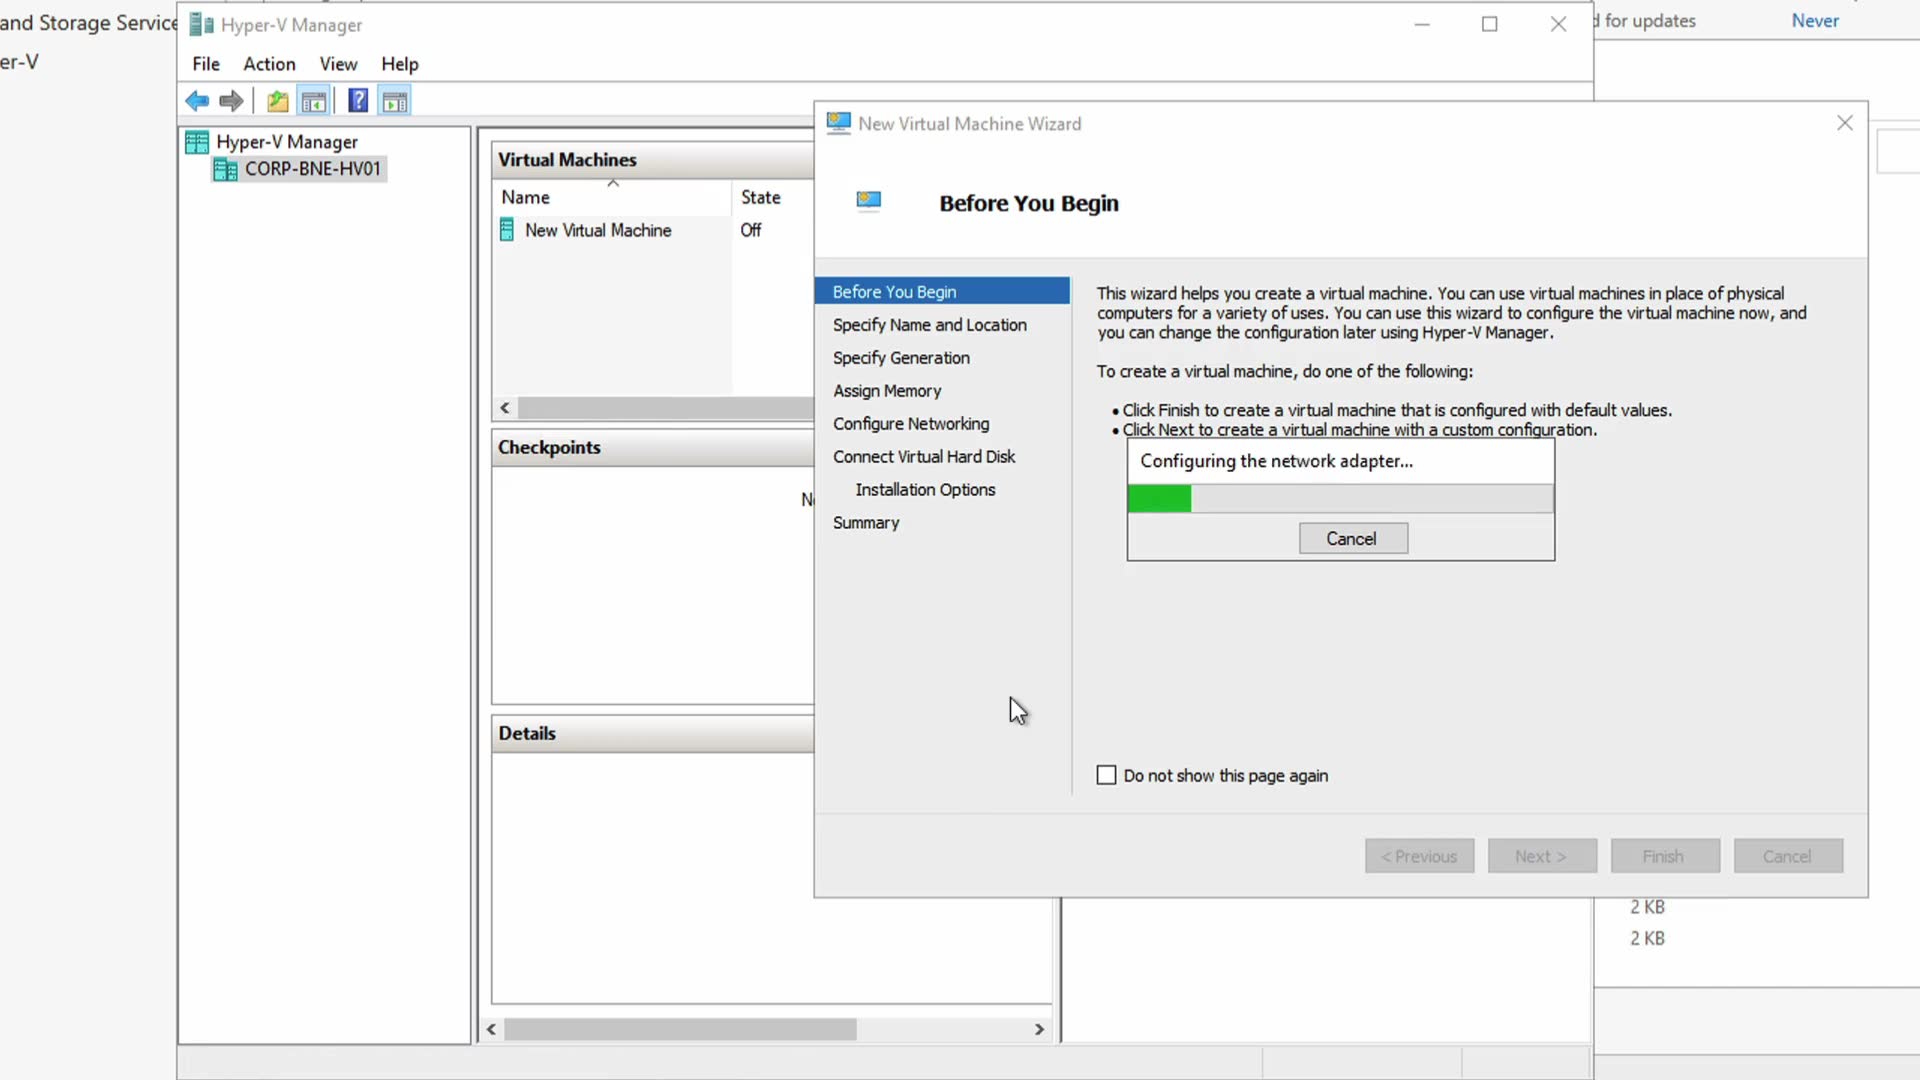 and Storage Service
er-V
Hyper-V Manager
File Action View Help
Hyper-V Manager
CORP-BNE-HV01
Virtual Machines
Name State
New Virtual Machine Off
Checkpoints
Details
d for updates Never
New Virtual Machine Wizard
Before You Begin
Before You Begin
Specify Name and Location
Specify Generation
Assign Memory
Configure Networking
Connect Virtual Hard Disk
Installation Options
Summary
This wizard helps you create a virtual machine. You can use virtual machines in place of physical
computers for a variety of uses. You can use this wizard to configure the virtual machine now, and
you can change the configuration later using Hyper-V Manager.
To create a virtual machine, do one of the following:
• Click Finish to create a virtual machine that is configured with default values.
• Click Next to create a virtual machine with a custom configuration.
Configuring the network adapter...
Cancel
Do not show this page again
< Previous Next > Finish Cancel
2 KB
2 KB